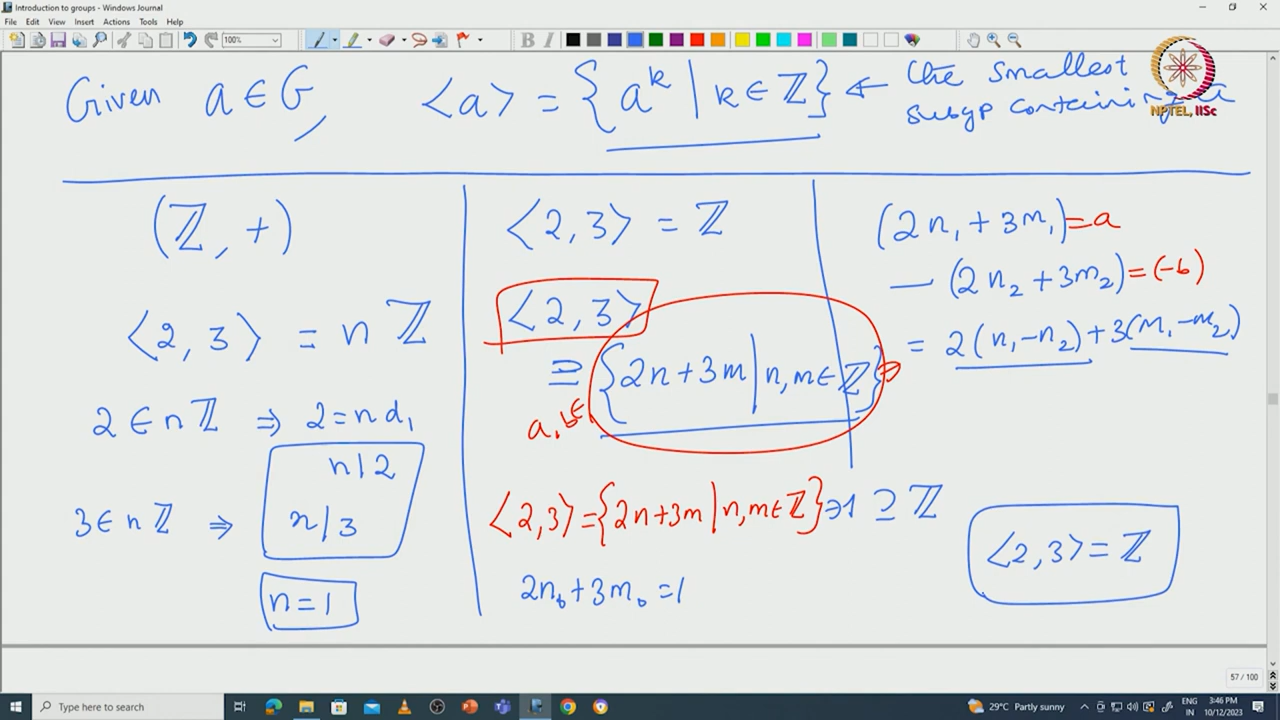 Introduction to groups - Windows Journal
File Edit View Insert Actions Tools Help
100%
B I
Given a ∈ G, ⟨a⟩ = {a^k | k ∈ ℤ} ← the smallest
subgp containing a
NPTEL, IISc
(ℤ, +)
⟨2, 3⟩ = n ℤ
2 ∈ nℤ ⇒ 2 = n d₁
n | 2
3 ∈ nℤ ⇒ n | 3
n = 1
⟨2, 3⟩ = ℤ
⟨2, 3⟩
⊇ {2n + 3m | n, m ∈ ℤ}
a, b ∈
⟨2, 3⟩ = {2n + 3m | n, m ∈ ℤ} ∋ 1 ⊇ ℤ
2n₀ + 3m₀ = 1
(2n₁ + 3m₁) = a
— (2n₂ + 3m₂) = (-b)
= 2(n₁ - n₂) + 3(m₁ - m₂)
⟨2, 3⟩ = ℤ
57 / 100
Type here to search
29°C Partly sunny
ENG
IN
3:46 PM
10/12/2023